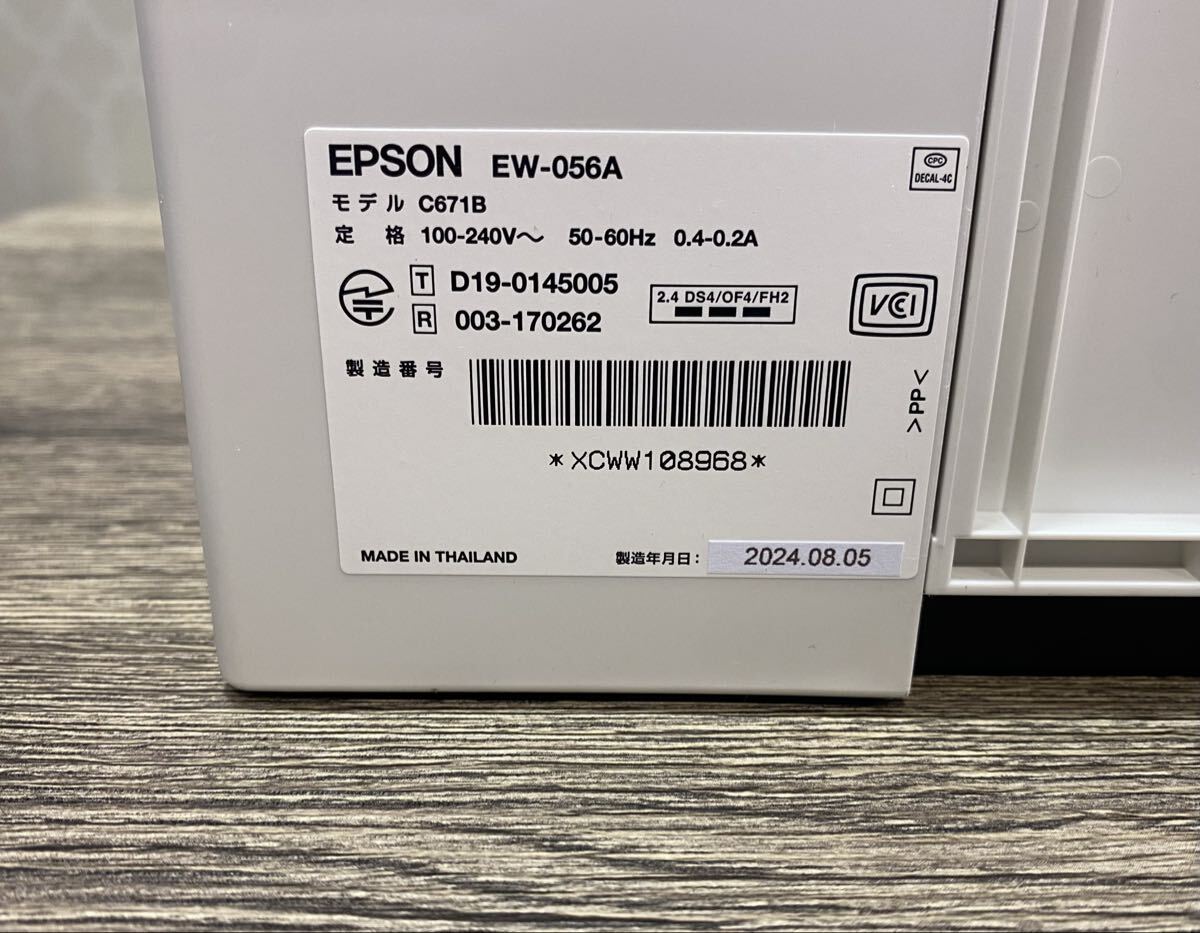 EPSON EW-056A
CPC
DECAL-4C
モデル C671B
定 格 100-240V～ 50-60Hz 0.4-0.2A
T D19-0145005
R 003-170262
2.4 DS4/OF4/FH2
VCCI
製造番号
>PP<
*XCWW108968*
MADE IN THAILAND
製造年月日: 2024.08.05